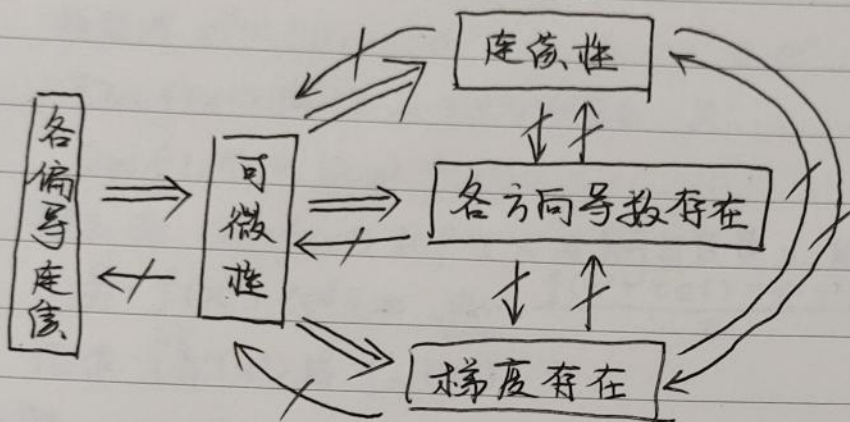 连续性
各偏导连续
可微性
各方向导数存在
梯度存在